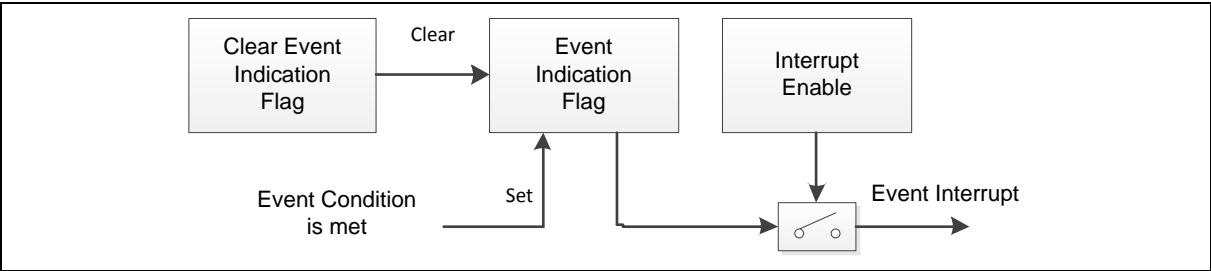 Clear Event
Indication
Flag
Clear
Event
Indication
Flag
Interrupt
Enable
Event Condition
is met
Set
Event Interrupt